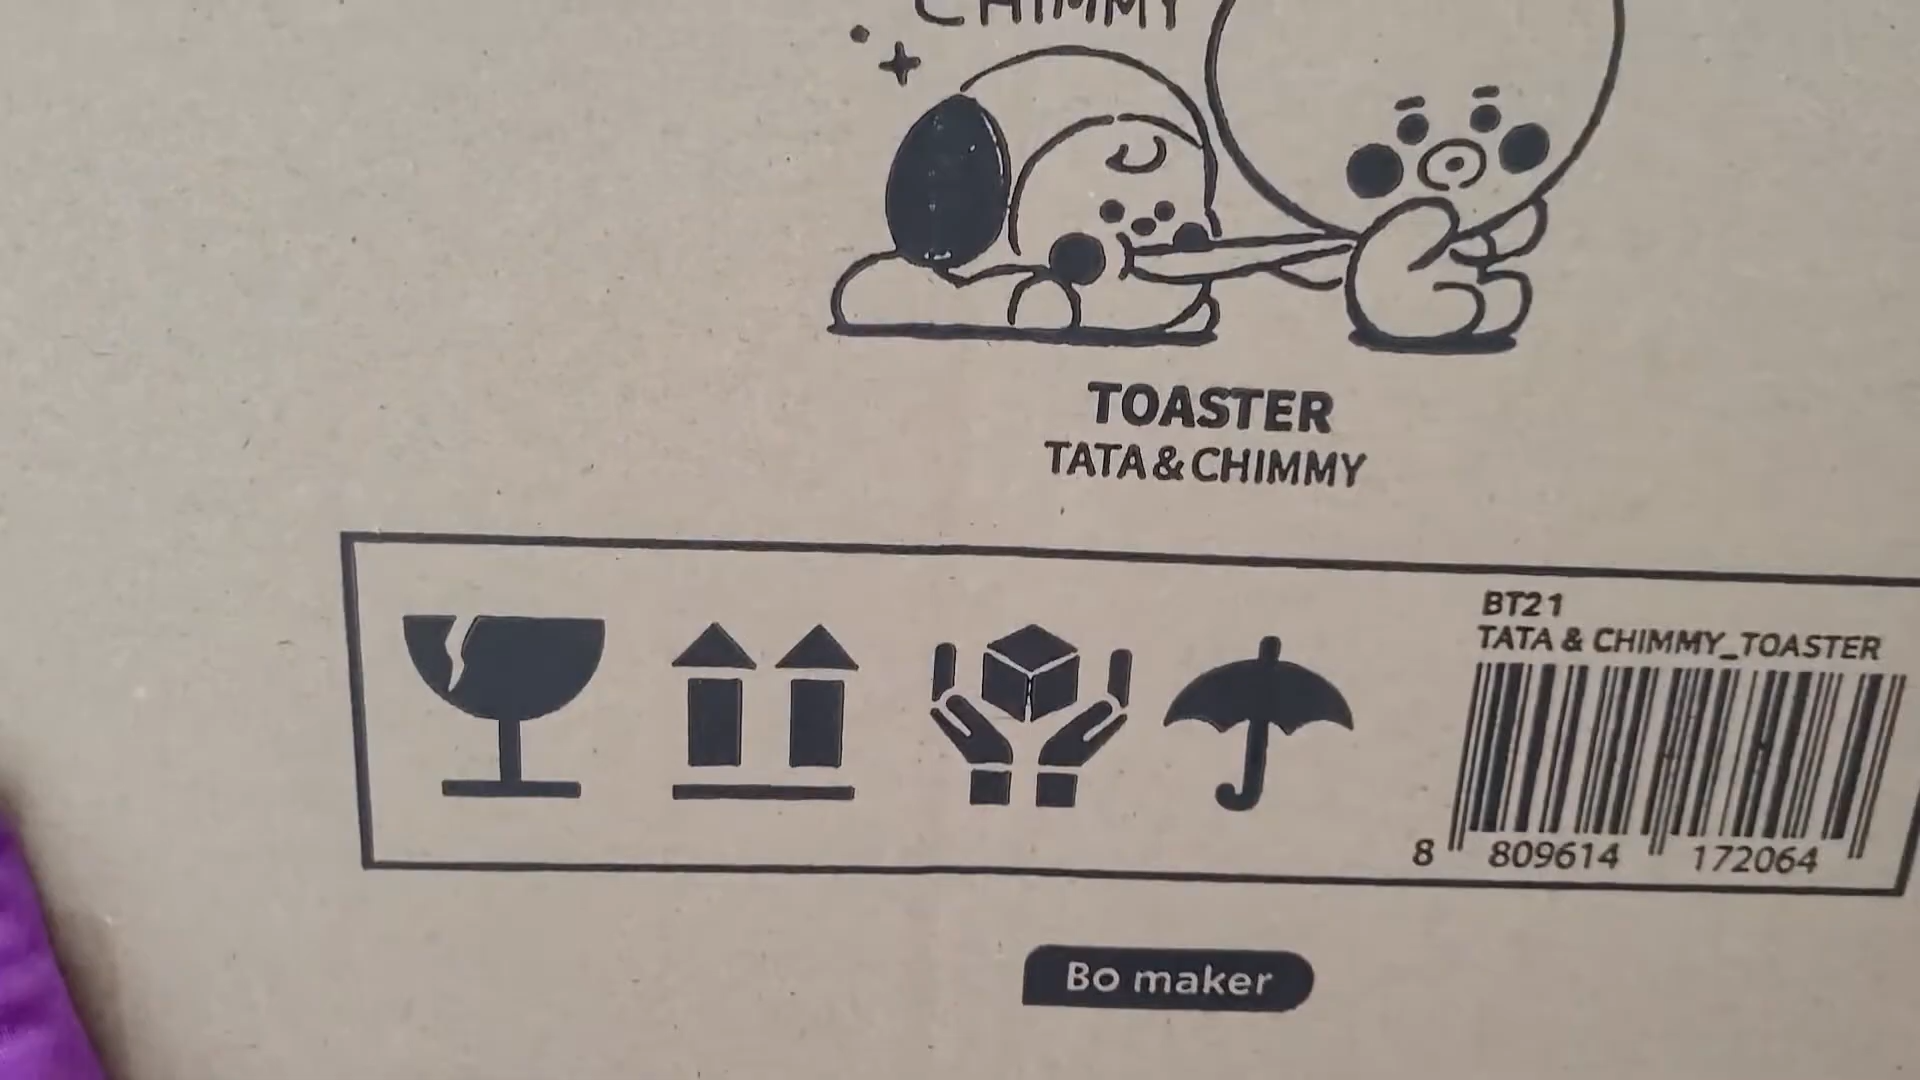 CHIMMY
TOASTER
TATA & CHIMMY
BT21
TATA & CHIMMY_TOASTER
8 809614 172064
Bo maker